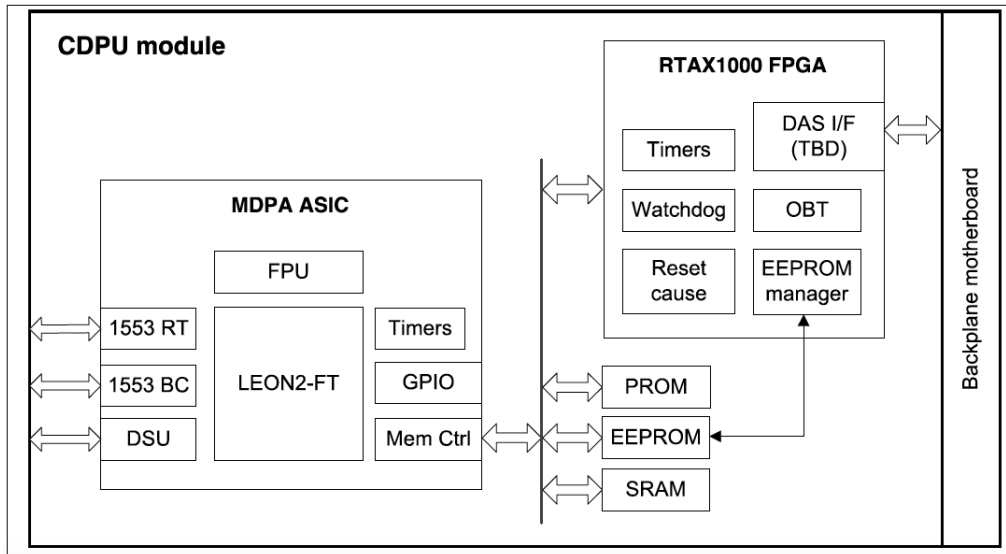 CDPU module
RTAX1000 FPGA
DAS I/F
(TBD)
Timers
Watchdog
OBT
Reset
cause
EEPROM
manager
MDPA ASIC
FPU
1553 RT
1553 BC
DSU
LEON2-FT
Timers
GPIO
Mem Ctrl
PROM
EEPROM
SRAM
Backplane motherboard